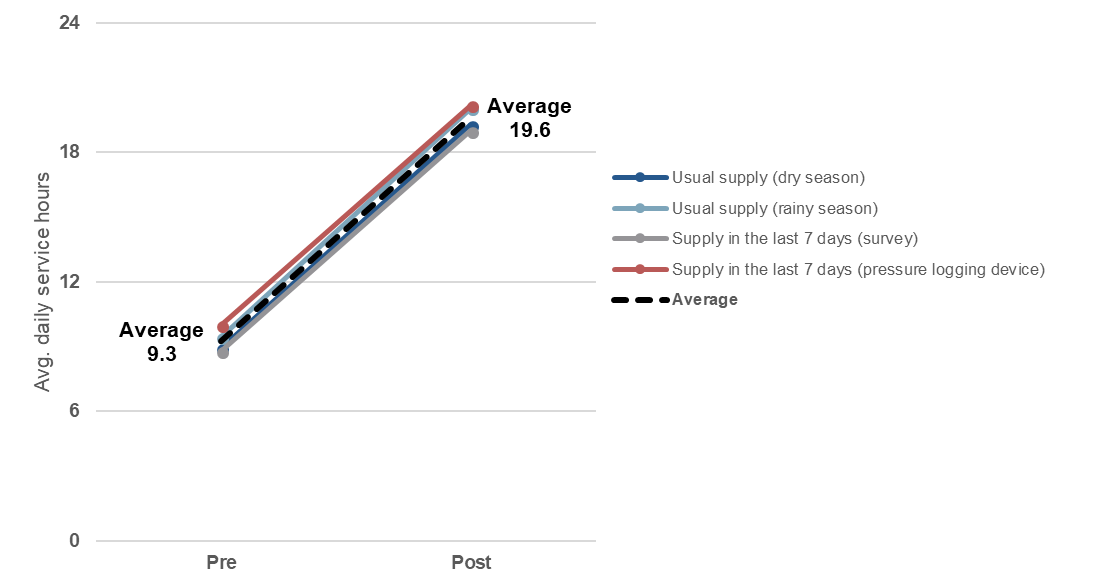 24
18
12
6
0
Avg. daily service hours
Pre
Post
Average
9.3
Average
19.6
Usual supply (dry season)
Usual supply (rainy season)
Supply in the last 7 days (survey)
Supply in the last 7 days (pressure logging device)
Average